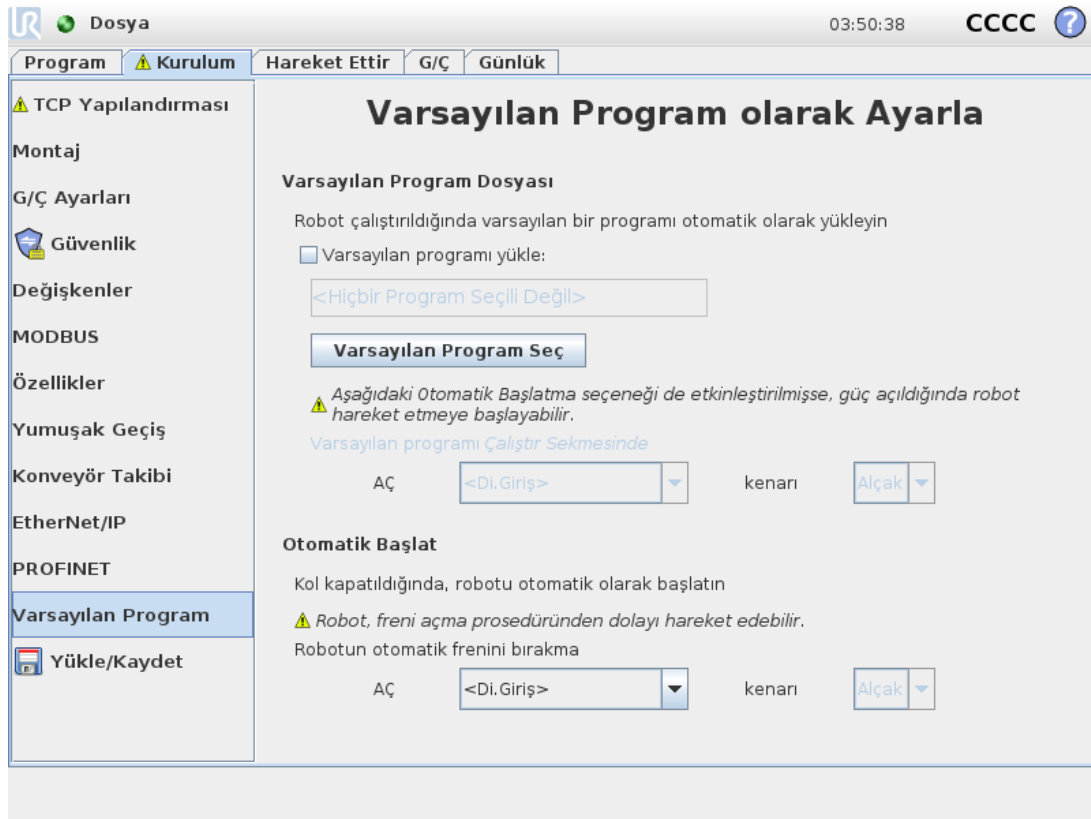 UR
Dosya
03:50:38
CCCC
?
Program
Kurulum
Hareket Ettir
G/Ç
Günlük
TCP Yapılandırması
Montaj
G/Ç Ayarları
Güvenlik
Değişkenler
MODBUS
Özellikler
Yumuşak Geçiş
Konveyör Takibi
EtherNet/IP
PROFINET
Varsayılan Program
Yükle/Kaydet
Varsayılan Program olarak Ayarla
Varsayılan Program Dosyası
Robot çalıştırıldığında varsayılan bir programı otomatik olarak yükleyin
Varsayılan programı yükle:
<Hiçbir Program Seçili Değil>
Varsayılan Program Seç
Aşağıdaki Otomatik Başlatma seçeneği de etkinleştirilmişse, güç açıldığında robot
hareket etmeye başlayabilir.
Varsayılan programı Çalıştır Sekmesinde
AÇ <Di.Giriş> kenarı Alçak
Otomatik Başlat
Kol kapatıldığında, robotu otomatik olarak başlatın
Robot, freni açma prosedüründen dolayı hareket edebilir.
Robotun otomatik frenini bırakma
AÇ <Di.Giriş> kenarı Alçak